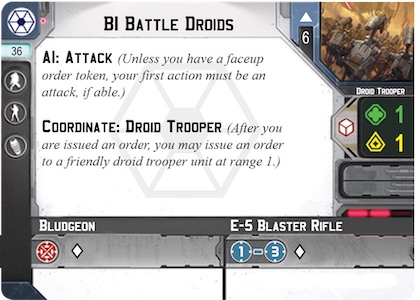 B1 BATTLE DROIDS
6
36
AI: ATTACK (Unless you have a faceup
order token, your first action must be an
attack, if able.)
COORDINATE: DROID TROOPER (After you
are issued an order, you may issue an order
to a friendly droid trooper unit at range 1.)
DROID TROOPER
1
1
BLUDGEON
E-5 BLASTER RIFLE
1-3